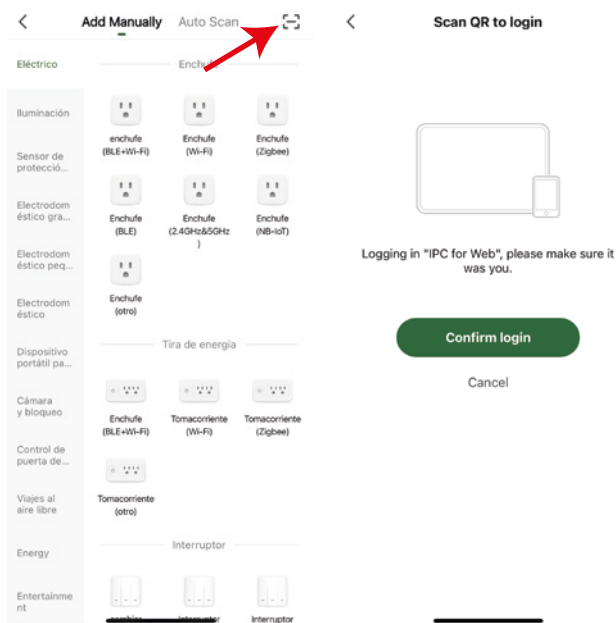 Add Manually
Auto Scan
Eléctrico
Iluminación
Sensor de
protecció...
Electrodom
éstico gra...
Electrodom
éstico peq...
Electrodom
éstico
Dispositivo
portátil pa...
Cámara
y bloqueo
Control de
puerta de...
Viajes al
aire libre
Energy
Entertainme
nt
Enchufe
enchufe
(BLE+Wi-Fi)
Enchufe
(Wi-Fi)
Enchufe
(Zigbee)
Enchufe
(BLE)
Enchufe
(2.4GHz&5GHz
)
Enchufe
(NB-IoT)
Enchufe
(otro)
Tira de energía
Enchufe
(BLE+Wi-Fi)
Tomacorriente
(Wi-Fi)
Tomacorriente
(Zigbee)
Tomacorriente
(otro)
Interruptor
Interruptor
Interruptor
Scan QR to login
Logging in "IPC for Web", please make sure it
was you.
Confirm login
Cancel